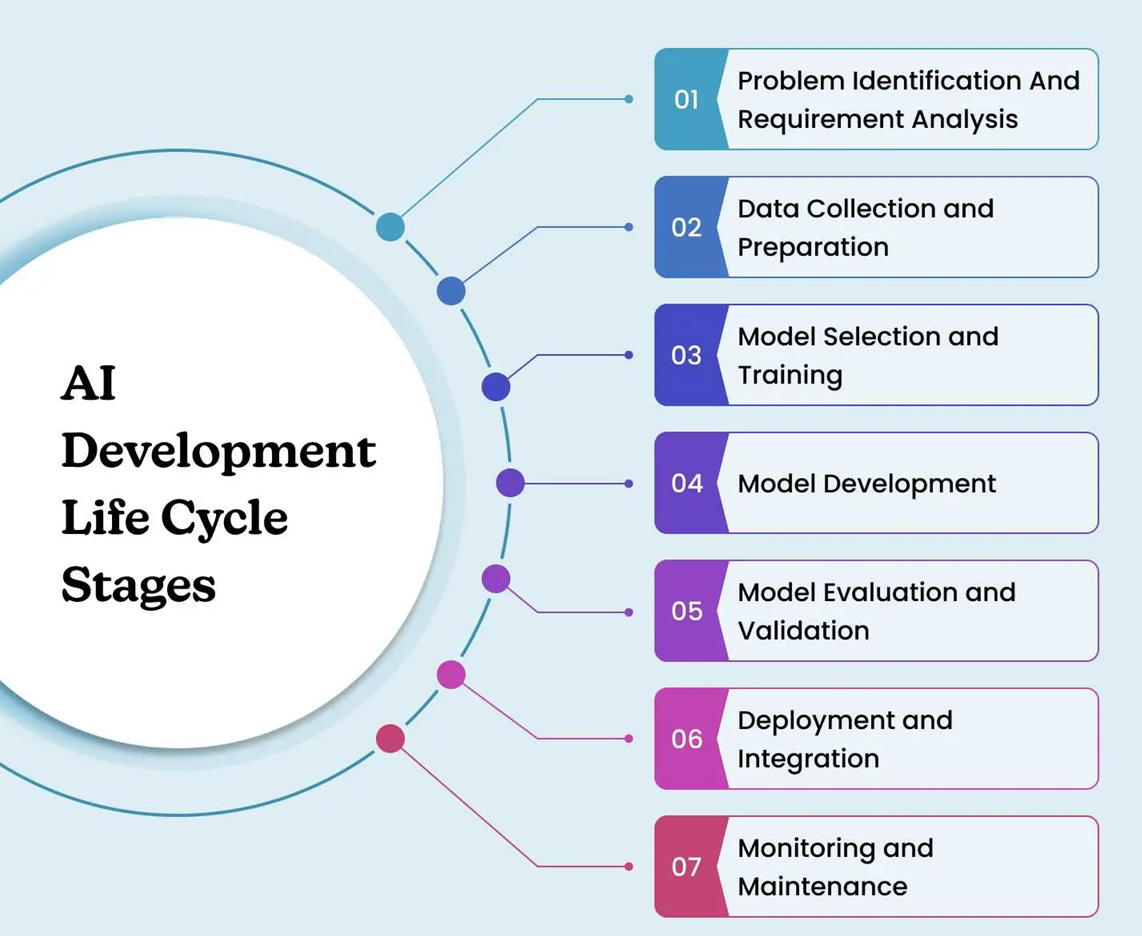 AI
Development
Life Cycle
Stages
01
Problem Identification And
Requirement Analysis
02
Data Collection and
Preparation
03
Model Selection and
Training
04
Model Development
05
Model Evaluation and
Validation
06
Deployment and
Integration
07
Monitoring and
Maintenance